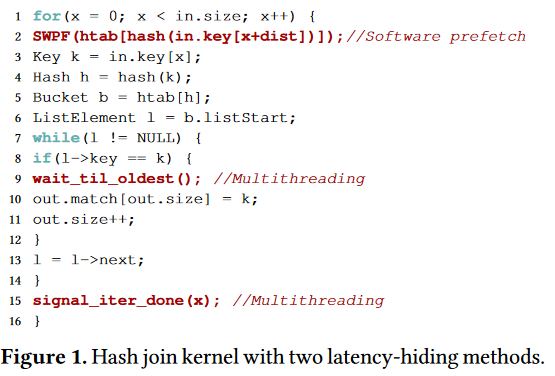 1 for(x = 0; x < in.size; x++) {
2 SWPF(htab[hash(in.key[x+dist])]);//Software prefetch
3 Key k = in.key[x];
4 Hash h = hash(k);
5 Bucket b = htab[h];
6 ListElement l = b.listStart;
7 while(l != NULL) {
8 if(l->key == k) {
9 wait_til_oldest(); //Multithreading
10 out.match[out.size] = k;
11 out.size++;
12 }
13 l = l->next;
14 }
15 signal_iter_done(x); //Multithreading
16 }
Figure 1. Hash join kernel with two latency-hiding methods.